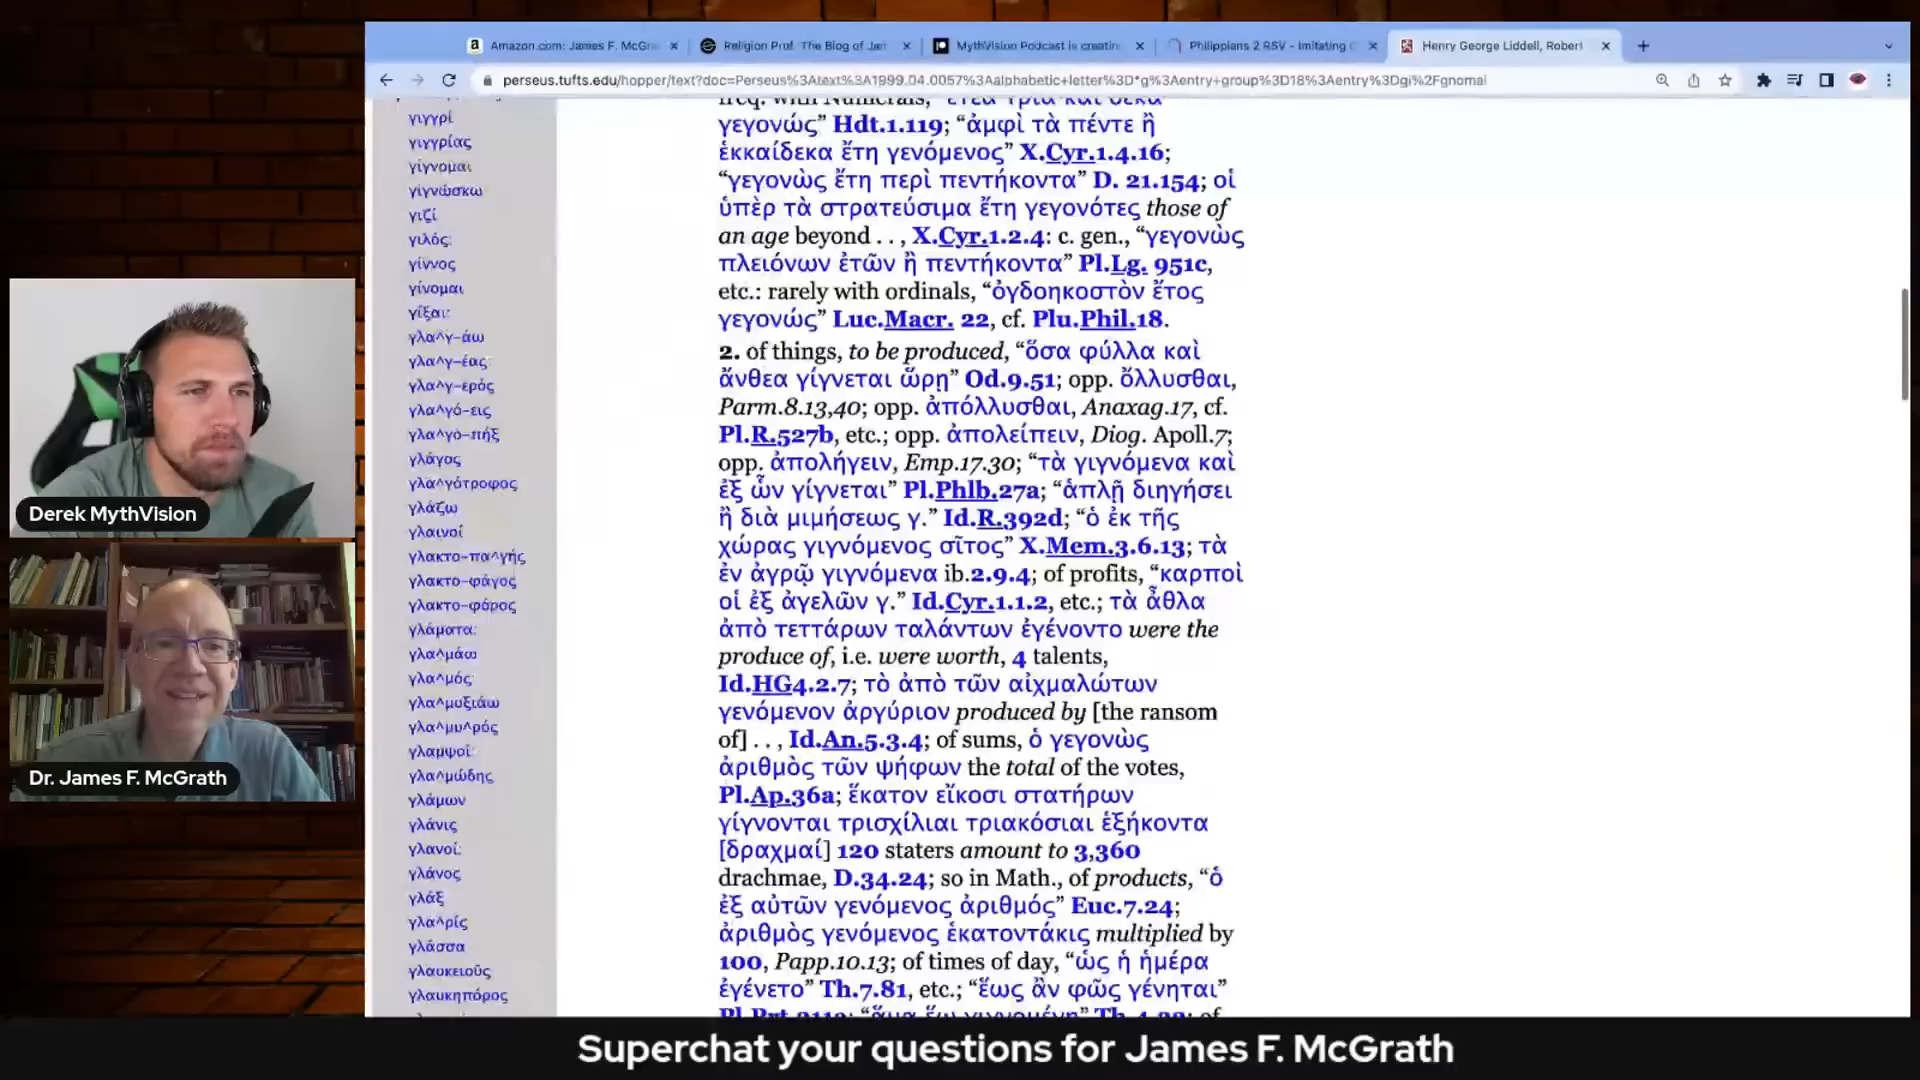 Amazon.com: James F. McGra
Religion Prof: The Blog of Jam
MythVision Podcast is creatin
Philippians 2 RSV - Imitating C
Henry George Liddell, Robert
perseus.tufts.edu/hopper/text?doc=Perseus%3Atext%3A1999.04.0057%3Aalphabetic+letter%3D*g%3Aentry+group%3D18%3Aentry%3Dgi%2Fgnomai
γιγγρί
γιγγρίας
γίγνομαι
γιγνώσκω
γιζί
γιλός:
γίννος
γίνομαι
γίξαι:
γλα^γ-άω
γλα^γ-έας:
γλα^γ-ερός
γλα^γό-εις
γλα^γο-πήξ
γλάγος
γλα^γότροφος
γλάζω
γλαινοί
γλακτο-πα^γής
γλακτο-φάγος
γλακτο-φόρος
γλάματα:
γλα^μάω
γλα^μός:
γλα^μυξιάω
γλα^μυ^ρός
γλαμψοί:
γλα^μώδης
γλάμων
γλάνις
γλανοί:
γλάνος
γλάξ
γλα^ρίς
γλάσσα
γλαυκειοῦς
γλαυκηπόρος
freq. with Numerals, “ἔτεα τρία καὶ δέκα
γεγονώς” Hdt.1.119; “ἀμφὶ τὰ πέντε ἢ
ἑκκαίδεκα ἔτη γενόμενος” X.Cyr.1.4.16;
“γεγονὼς ἔτη περὶ πεντήκοντα” D. 21.154; οἱ
ὑπὲρ τὰ στρατεύσιμα ἔτη γεγονότες those of
an age beyond . . , X.Cyr.1.2.4: c. gen., “γεγονὼς
πλειόνων ἐτῶν ἢ πεντήκοντα” Pl.Lg. 951c,
etc.: rarely with ordinals, “ὀγδοηκοστὸν ἔτος
γεγονώς” Luc.Macr. 22, cf. Plu.Phil.18.
2. of things, to be produced, “ὅσα φύλλα καὶ
ἄνθεα γίγνεται ὥρῃ” Od.9.51; opp. ὄλλυσθαι,
Parm.8.13,40; opp. ἀπόλλυσθαι, Anaxag.17, cf.
Pl.R.527b, etc.; opp. ἀπολείπειν, Diog. Apoll.7;
opp. ἀπολήγειν, Emp.17.30; “τὰ γιγνόμενα καὶ
ἐξ ὧν γίγνεται” Pl.Phlb.27a; “ἁπλῇ διηγήσει
ἢ διὰ μιμήσεως γ.” Id.R.392d; “ὁ ἐκ τῆς
χώρας γιγνόμενος σῖτος” X.Mem.3.6.13; τὰ
ἐν ἀγρῷ γιγνόμενα ib.2.9.4; of profits, “καρποὶ
οἱ ἐξ ἀγελῶν γ.” Id.Cyr.1.1.2, etc.; τὰ ἆθλα
ἀπὸ τεττάρων ταλάντων ἐγένοντο were the
produce of, i.e. were worth, 4 talents,
Id.HG4.2.7; τὸ ἀπὸ τῶν αἰχμαλώτων
γενόμενον ἀργύριον produced by [the ransom
of] . . , Id.An.5.3.4; of sums, ὁ γεγονὼς
ἀριθμὸς τῶν ψήφων the total of the votes,
Pl.Ap.36a; ἕκατον εἴκοσι στατήρων
γίγνονται τρισχίλιαι τριακόσιαι ἑξήκοντα
[δραχμαί] 120 staters amount to 3,360
drachmae, D.34.24; so in Math., of products, “ὁ
ἐξ αὐτῶν γενόμενος ἀριθμός” Euc.7.24;
ἀριθμὸς γενόμενος ἑκατοντάκις multiplied by
100, Papp.10.13; of times of day, “ὡς ἡ ἡμέρα
ἐγένετο” Th.7.81, etc.; “ἕως ἂν φῶς γένηται”
Derek MythVision
Dr. James F. McGrath
Superchat your questions for James F. McGrath